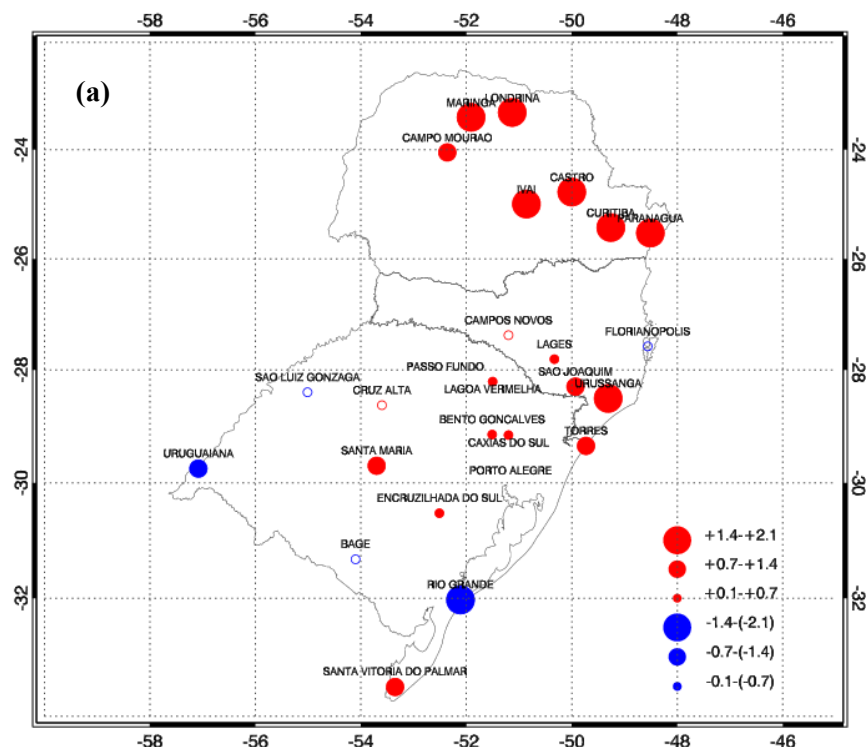 -58 -56 -54 -52 -50 -48 -46
(a)
LONDRINA
MARINGA
CAMPO MOURAO
-24 -24
CASTRO
IVAI
CURITIBA
PARANAGUA
-26 -26
CAMPOS NOVOS
FLORIANOPOLIS
LAGES
-28 -28
PASSO FUNDO
SAO JOAQUIM
SAO LUIZ GONZAGA
URUSSANGA
CRUZ ALTA
LAGOA VERMELHA
BENTO GONCALVES
TORRES
CAXIAS DO SUL
URUGUAIANA
SANTA MARIA
PORTO ALEGRE
-30 -30
ENCRUZILHADA DO SUL
BAGE
RIO GRANDE
-32 -32
SANTA VITORIA DO PALMAR
+1.4-+2.1
+0.7-+1.4
+0.1-+0.7
-1.4-(-2.1)
-0.7-(-1.4)
-0.1-(-0.7)
-58 -56 -54 -52 -50 -48 -46